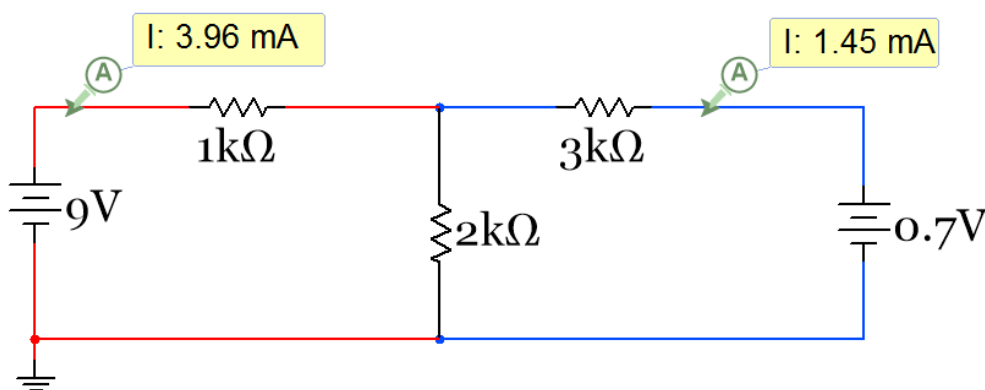 I: 3.96 mA
I: 1.45 mA
A
A
1kΩ
3kΩ
9V
2kΩ
0.7V